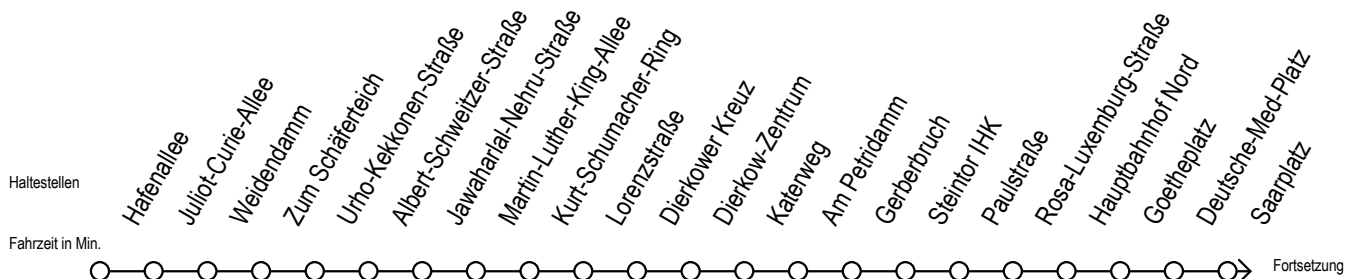 Haltestellen
Hafenallee
Juliot-Curie-Allee
Weidendamm
Zum Schäferteich
Urho-Kekkonen-Straße
Albert-Schweitzer-Straße
Jawaharlal-Nehru-Straße
Martin-Luther-King-Allee
Kurt-Schumacher-Ring
Lorenzstraße
Dierkower Kreuz
Dierkow-Zentrum
Katerweg
Am Petridamm
Gerberbruch
Steintor IHK
Paulstraße
Rosa-Luxemburg-Straße
Hauptbahnhof Nord
Goetheplatz
Deutsche-Med-Platz
Saarplatz
Fahrzeit in Min.
Fortsetzung